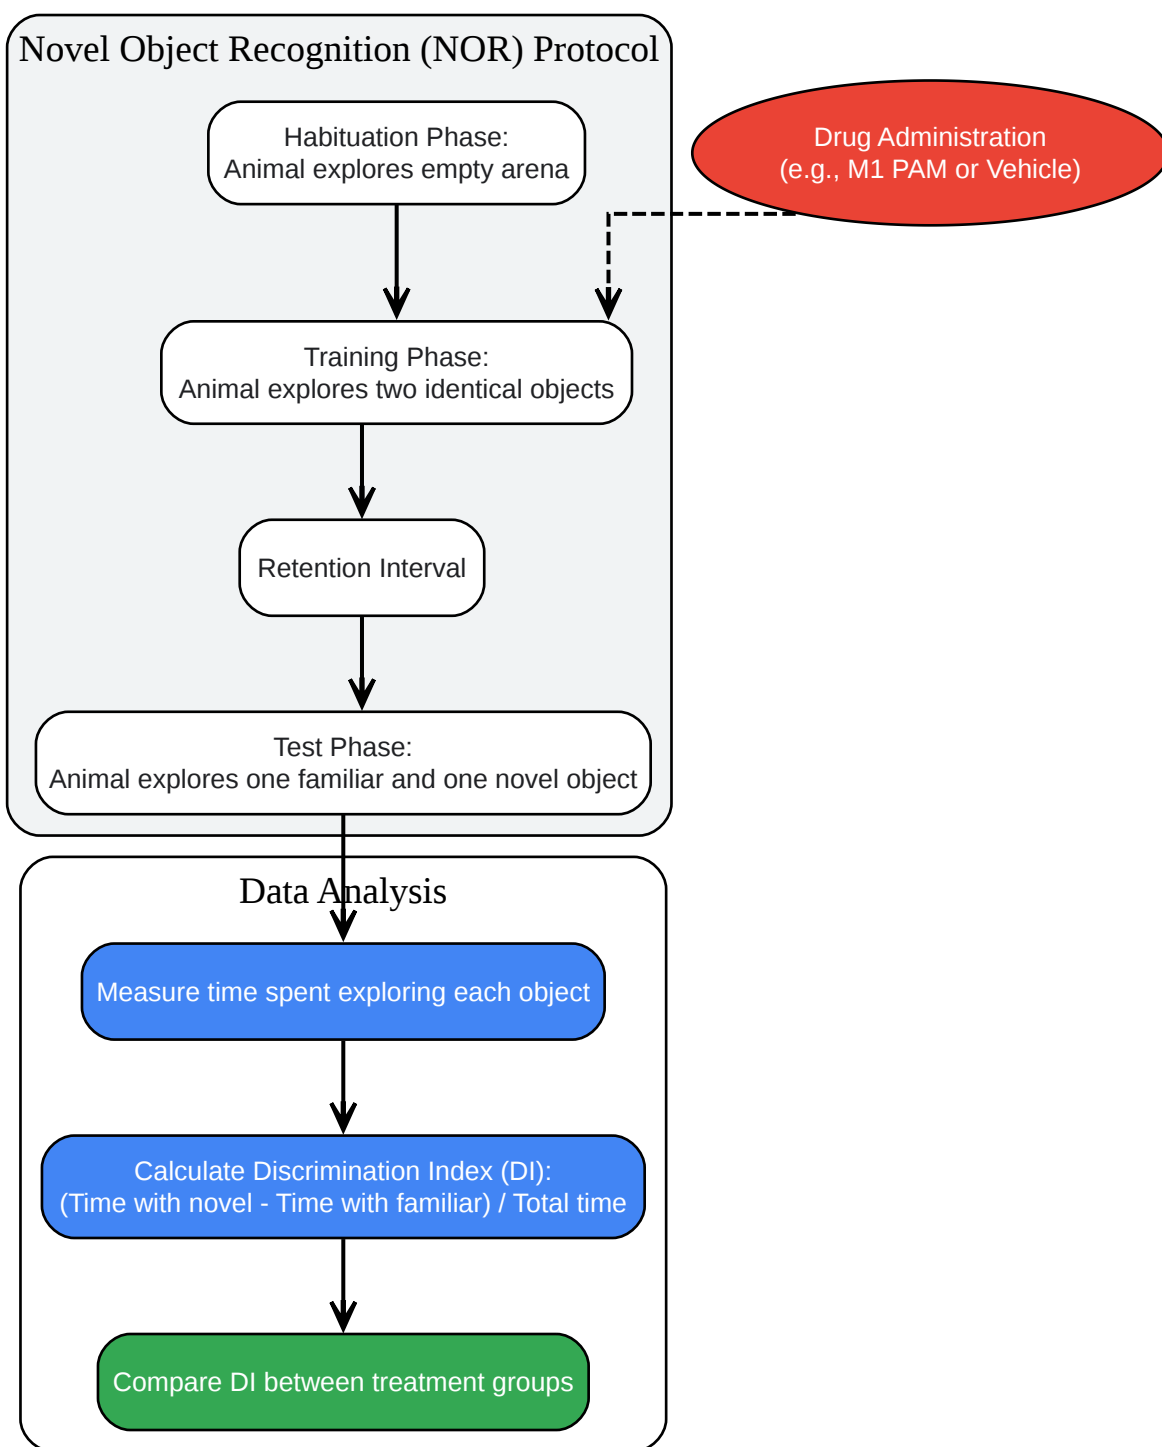 Novel Object Recognition (NOR) Protocol
Habituation Phase:
Animal explores empty arena
Drug Administration
(e.g., M1 PAM or Vehicle)
Training Phase:
Animal explores two identical objects
Retention Interval
Test Phase:
Animal explores one familiar and one novel object
Data Analysis
Measure time spent exploring each object
Calculate Discrimination Index (DI):
(Time with novel - Time with familiar) / Total time
Compare DI between treatment groups